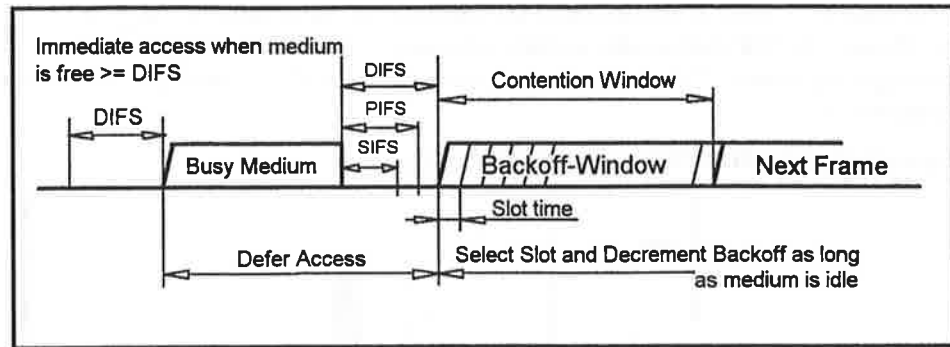 Immediate access when medium
is free >= DIFS
DIFS
DIFS
PIFS
SIFS
Contention Window
Busy Medium
Backoff-Window
Next Frame
Slot time
Defer Access
Select Slot and Decrement Backoff as long
as medium is idle